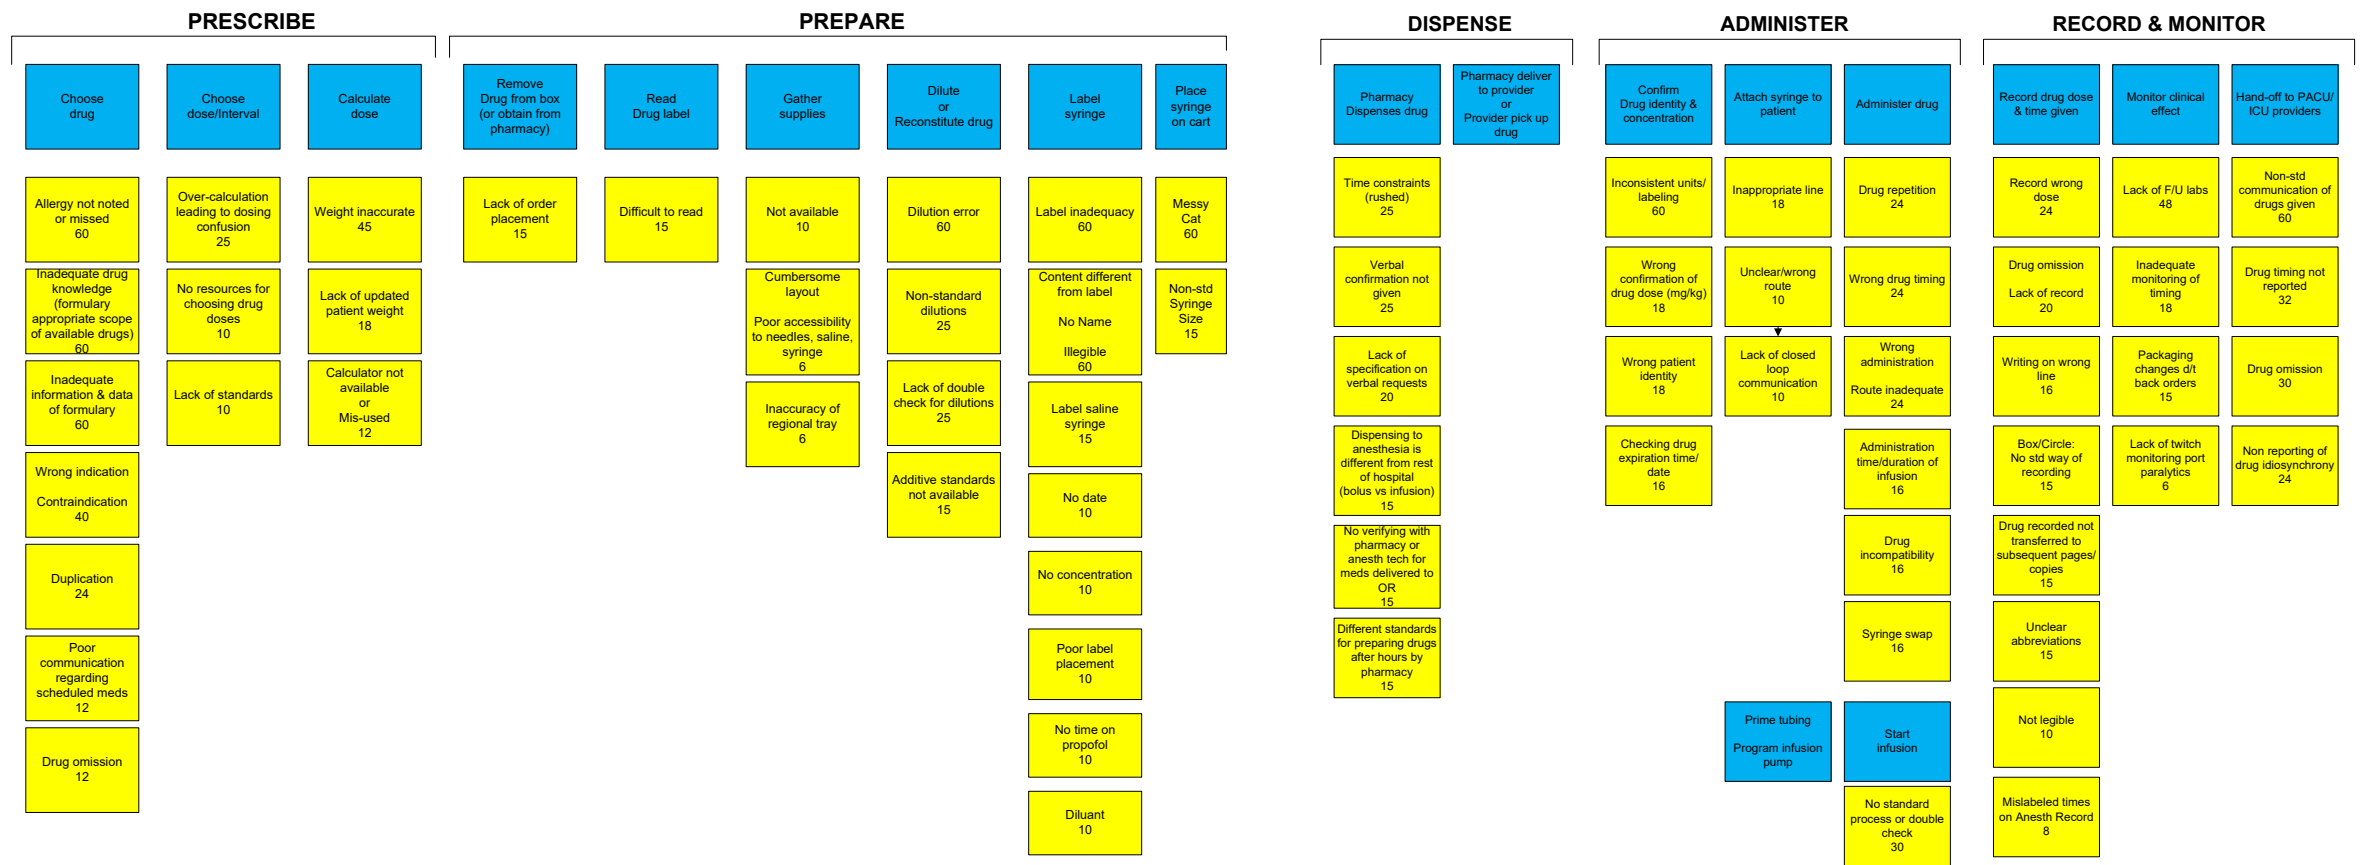 PRESCRIBE
Choose
drug
Allergy not noted
or missed
60
Inadequate drug
knowledge
(formulary
appropriate scope
of available drugs)
60
Inadequate
information & data
of formulary
60
Wrong indication
Contraindication
40
Duplication
24
Poor
communication
regarding
scheduled meds
12
Drug omission
12
Choose
dose/Interval
Over-calculation
leading to dosing
confusion
25
No resources for
choosing drug
doses
10
Lack of standards
10
Calculate
dose
Weight inaccurate
45
Lack of updated
patient weight
18
Calculator not
available
or
Mis-used
12
PREPARE
Remove
Drug from box
(or obtain from
pharmacy)
Lack of order
placement
15
Read
Drug label
Difficult to read
15
Gather
supplies
Not available
10
Cumbersome
layout
Poor accessibility
to needles, saline,
syringe
6
Inaccuracy of
regional tray
6
Dilute
or
Reconstitute drug
Dilution error
60
Non-standard
dilutions
25
Lack of double
check for dilutions
25
Additive standards
not available
15
Label
syringe
Label inadequacy
60
Content different
from label
No Name
Illegible
60
Label saline
syringe
15
No date
10
No concentration
10
Poor label
placement
10
No time on
propofol
10
Diluant
10
Place
syringe
on cart
Messy
Cat
60
Non-std
Syringe
Size
15
DISPENSE
Pharmacy
Dispenses drug
Time constraints
(rushed)
25
Verbal
confirmation not
given
25
Lack of
specification on
verbal requests
20
Dispensing to
anesthesia is
different from rest
of hospital
(bolus vs infusion)
15
No verifying with
pharmacy or
anesth tech for
meds delivered to
OR
15
Different standards
for preparing drugs
after hours by
pharmacy
15
Pharmacy deliver
to provider
or
Provider pick up
drug
ADMINISTER
Confirm
Drug identity &
concentration
Inconsistent units/
labeling
60
Wrong
confirmation of
drug dose (mg/kg)
18
Wrong patient
identity
18
Checking drug
expiration time/
date
16
Attach syringe to
patient
Inappropriate line
18
Unclear/wrong
route
10
Lack of closed
loop
communication
10
Prime tubing
Program infusion
pump
Administer drug
Drug repetition
24
Wrong drug timing
24
Wrong
administration
Route inadequate
24
Administration
time/duration of
infusion
16
Drug
incompatibility
16
Syringe swap
16
Start
infusion
No standard
process or double
check
30
RECORD & MONITOR
Record drug dose
& time given
Record wrong
dose
24
Drug omission
Lack of record
20
Writing on wrong
line
16
Box/Circle:
No std way of
recording
15
Drug recorded not
transferred to
subsequent pages/
copies
15
Unclear
abbreviations
15
Not legible
10
Mislabeled times
on Anesth Record
8
Monitor clinical
effect
Lack of F/U labs
48
Inadequate
monitoring of
timing
18
Packaging
changes d/t
back orders
15
Lack of twitch
monitoring port
paralytics
6
Hand-off to PACU/
ICU providers
Non-std
communication of
drugs given
60
Drug timing not
reported
32
Drug omission
30
Non reporting of
drug idiosynchrony
24